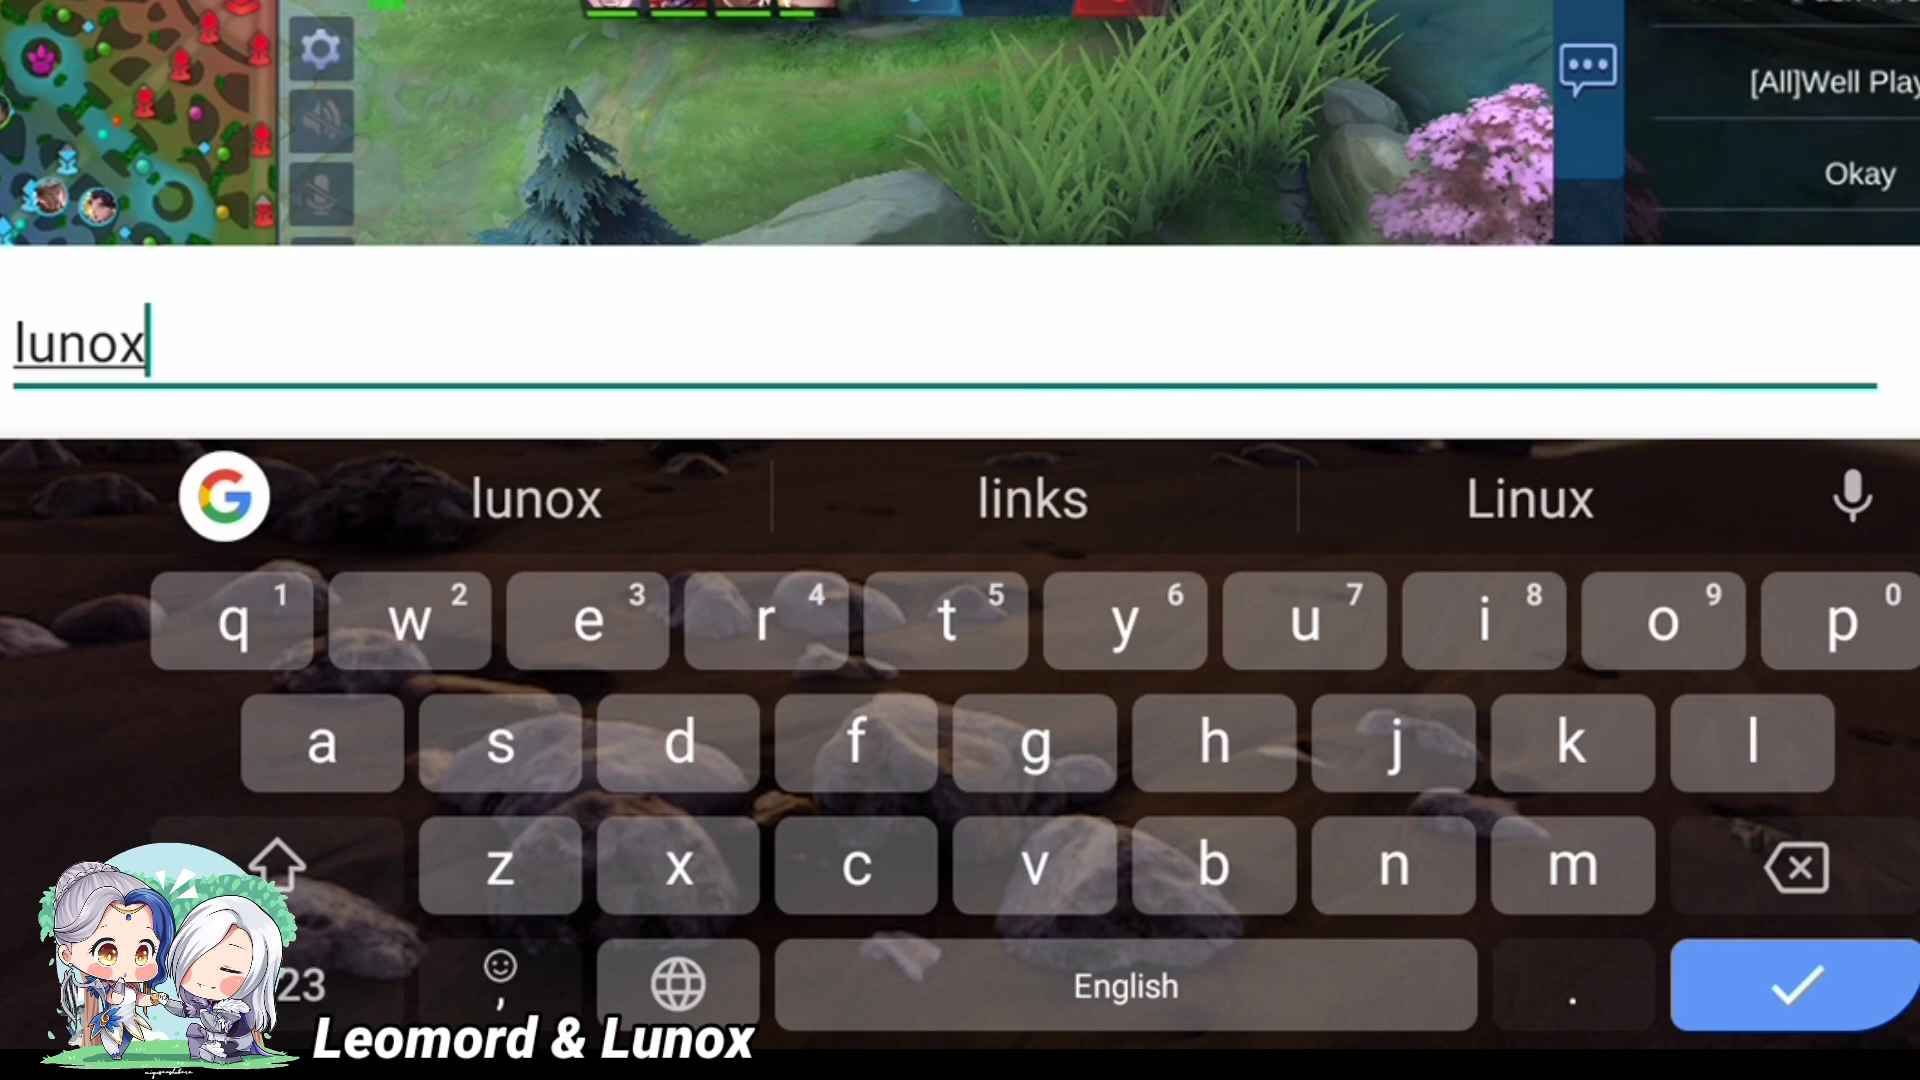 [All]Well Play
Okay
lunox
lunox links Linux
q 1 w 2 e 3 r 4 t 5 y 6 u 7 i 8 o 9 p 0
a s d f g h j k l
z x c v b n m
23 , English .
Leomord & Lunox